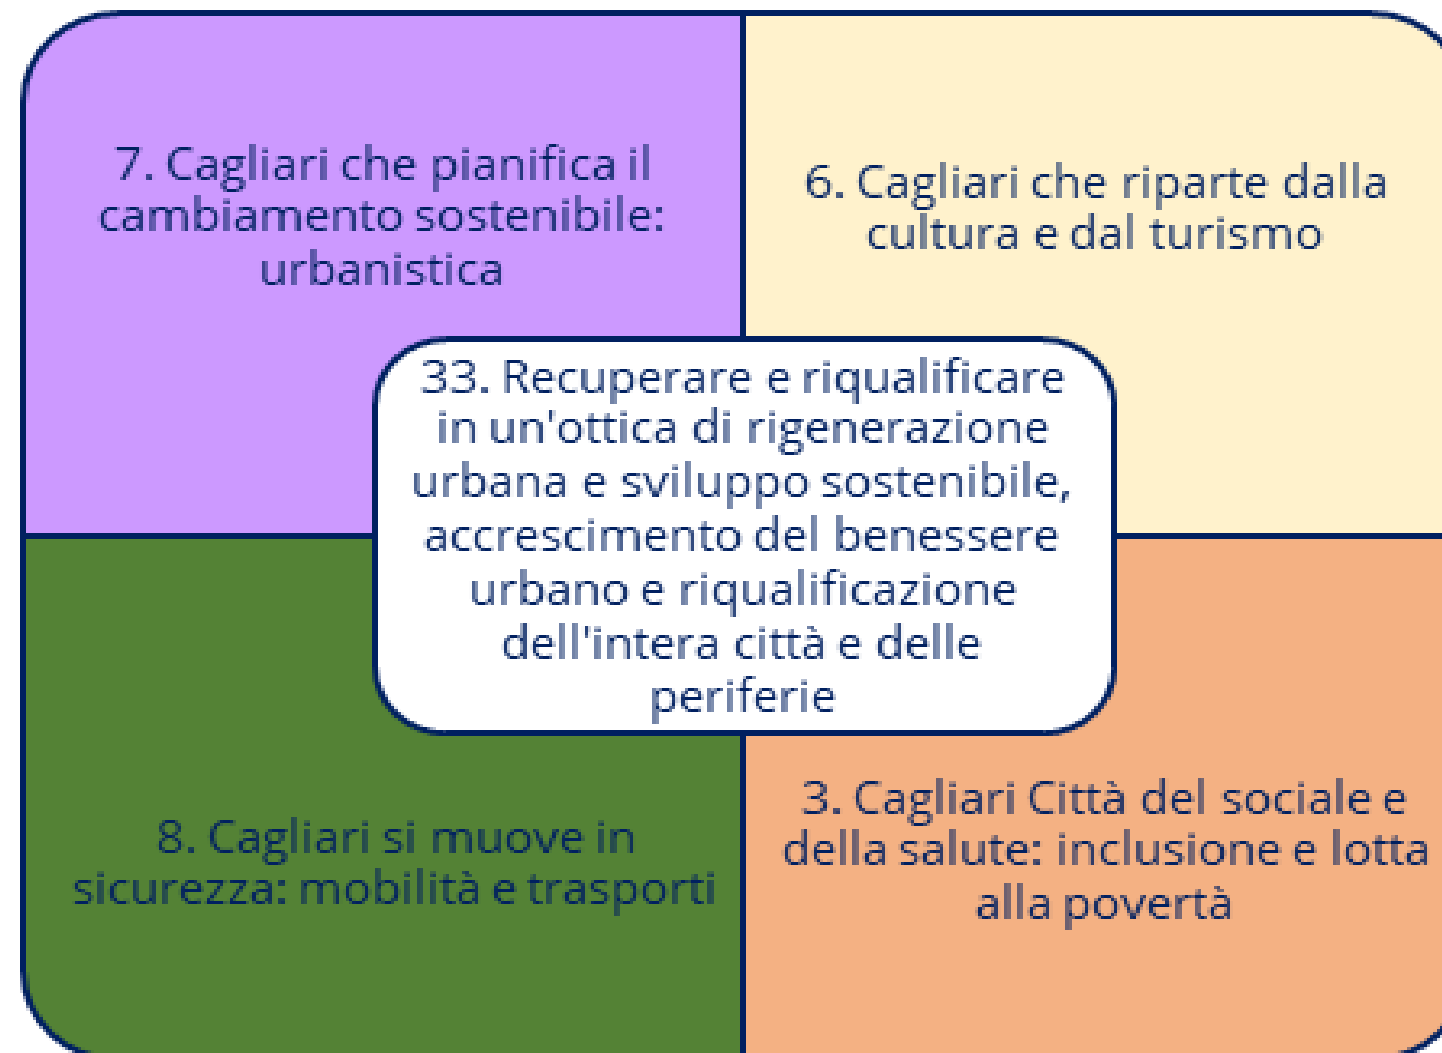 7. Cagliari che pianifica il
cambiamento sostenibile:
urbanistica
6. Cagliari che riparte dalla
cultura e dal turismo
33. Recuperare e riqualificare
in un'ottica di rigenerazione
urbana e sviluppo sostenibile,
accrescimento del benessere
urbano e riqualificazione
dell'intera città e delle
periferie
8. Cagliari si muove in
sicurezza: mobilità e trasporti
3. Cagliari Città del sociale e
della salute: inclusione e lotta
alla povertà